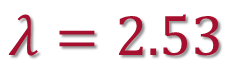 λ = 2.53